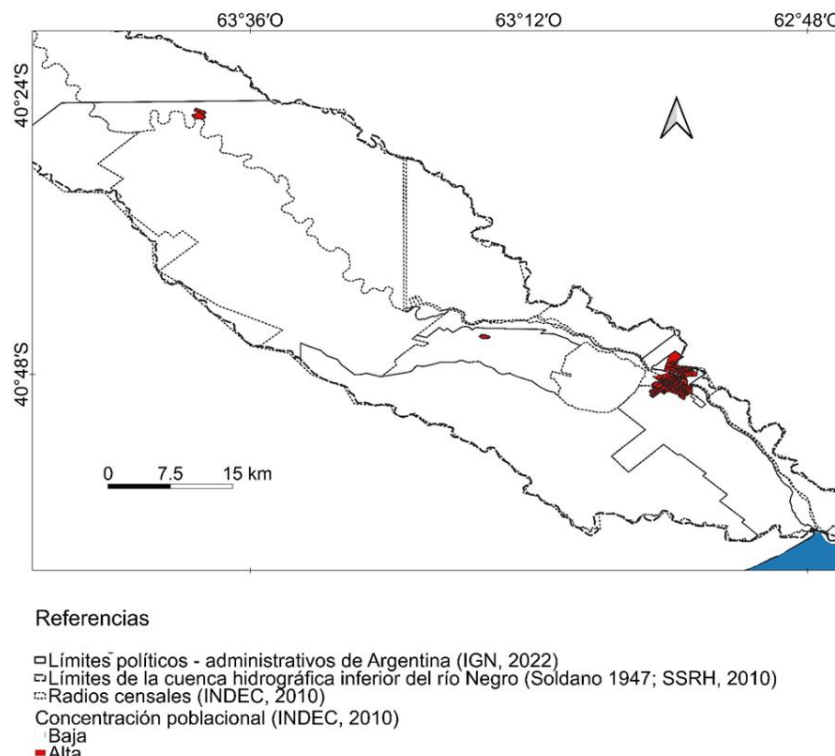 63°36'O 63°12'O 62°48'O
40°24'S
40°48'S
0 7.5 15 km
Referencias
Límites políticos - administrativos de Argentina (IGN, 2022)
Límites de la cuenca hidrográfica inferior del río Negro (Soldano 1947; SSRH, 2010)
Radios censales (INDEC, 2010)
Concentración poblacional (INDEC, 2010)
Baja
Alta